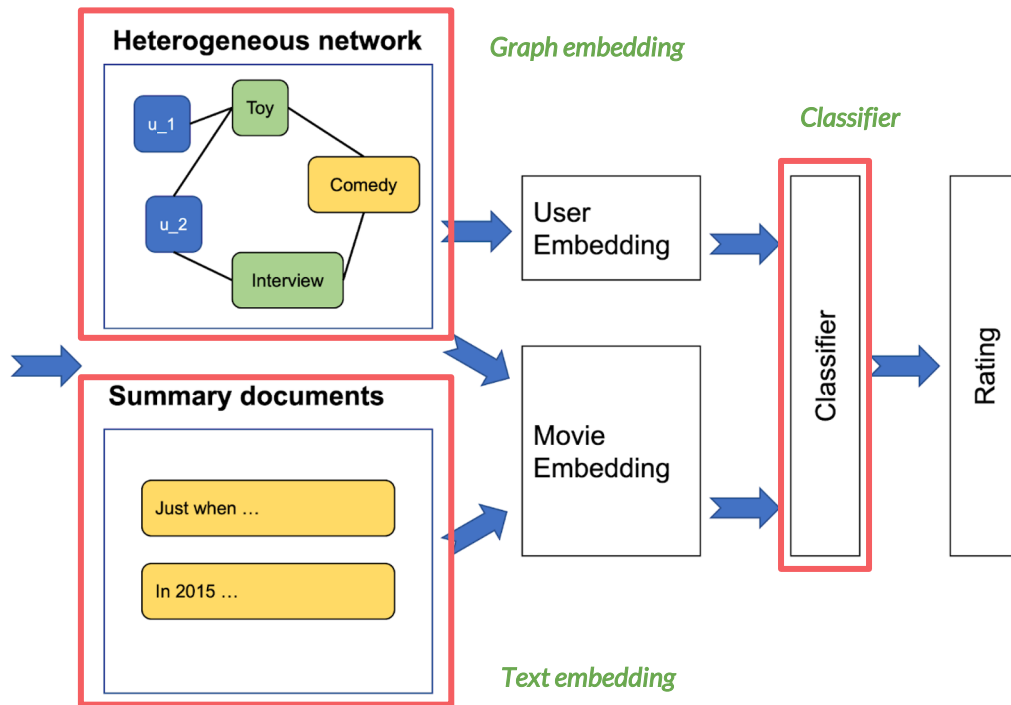 Heterogeneous network
Graph embedding
u_1
Toy
Comedy
u_2
Interview
User
Embedding
Classifier
Classifier
Rating
Summary documents
Just when …
In 2015 …
Movie
Embedding
Text embedding